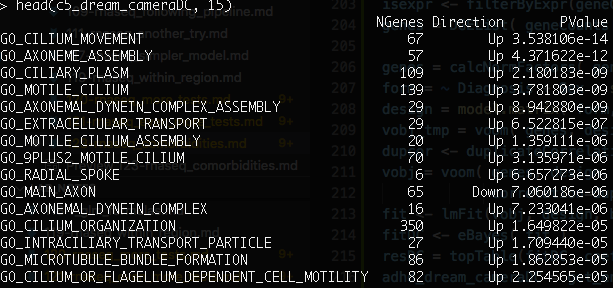 > head(c5_dream_cameraDC, 15)
NGenes Direction PValue
GO_CILIUM_MOVEMENT 67 Up 3.538106e-14
GO_AXONEME_ASSEMBLY 57 Up 4.371622e-12
GO_CILIARY_PLASM 109 Up 2.180183e-09
GO_MOTILE_CILIUM 139 Up 3.781803e-09
GO_AXONEMAL_DYNEIN_COMPLEX_ASSEMBLY 29 Up 8.942880e-09
GO_EXTRACELLULAR_TRANSPORT 29 Up 6.522815e-07
GO_MOTILE_CILIUM_ASSEMBLY 20 Up 1.359111e-06
GO_9PLUS2_MOTILE_CILIUM 70 Up 3.135971e-06
GO_RADIAL_SPOKE 6 Up 6.657273e-06
GO_MAIN_AXON 65 Down 7.060186e-06
GO_AXONEMAL_DYNEIN_COMPLEX 16 Up 7.233041e-06
GO_CILIUM_ORGANIZATION 350 Up 1.649822e-05
GO_INTRACILIARY_TRANSPORT_PARTICLE 27 Up 1.709440e-05
GO_MICROTUBULE_BUNDLE_FORMATION 86 Up 1.862853e-05
GO_CILIUM_OR_FLAGELLUM_DEPENDENT_CELL_MOTILITY 82 Up 2.254565e-05